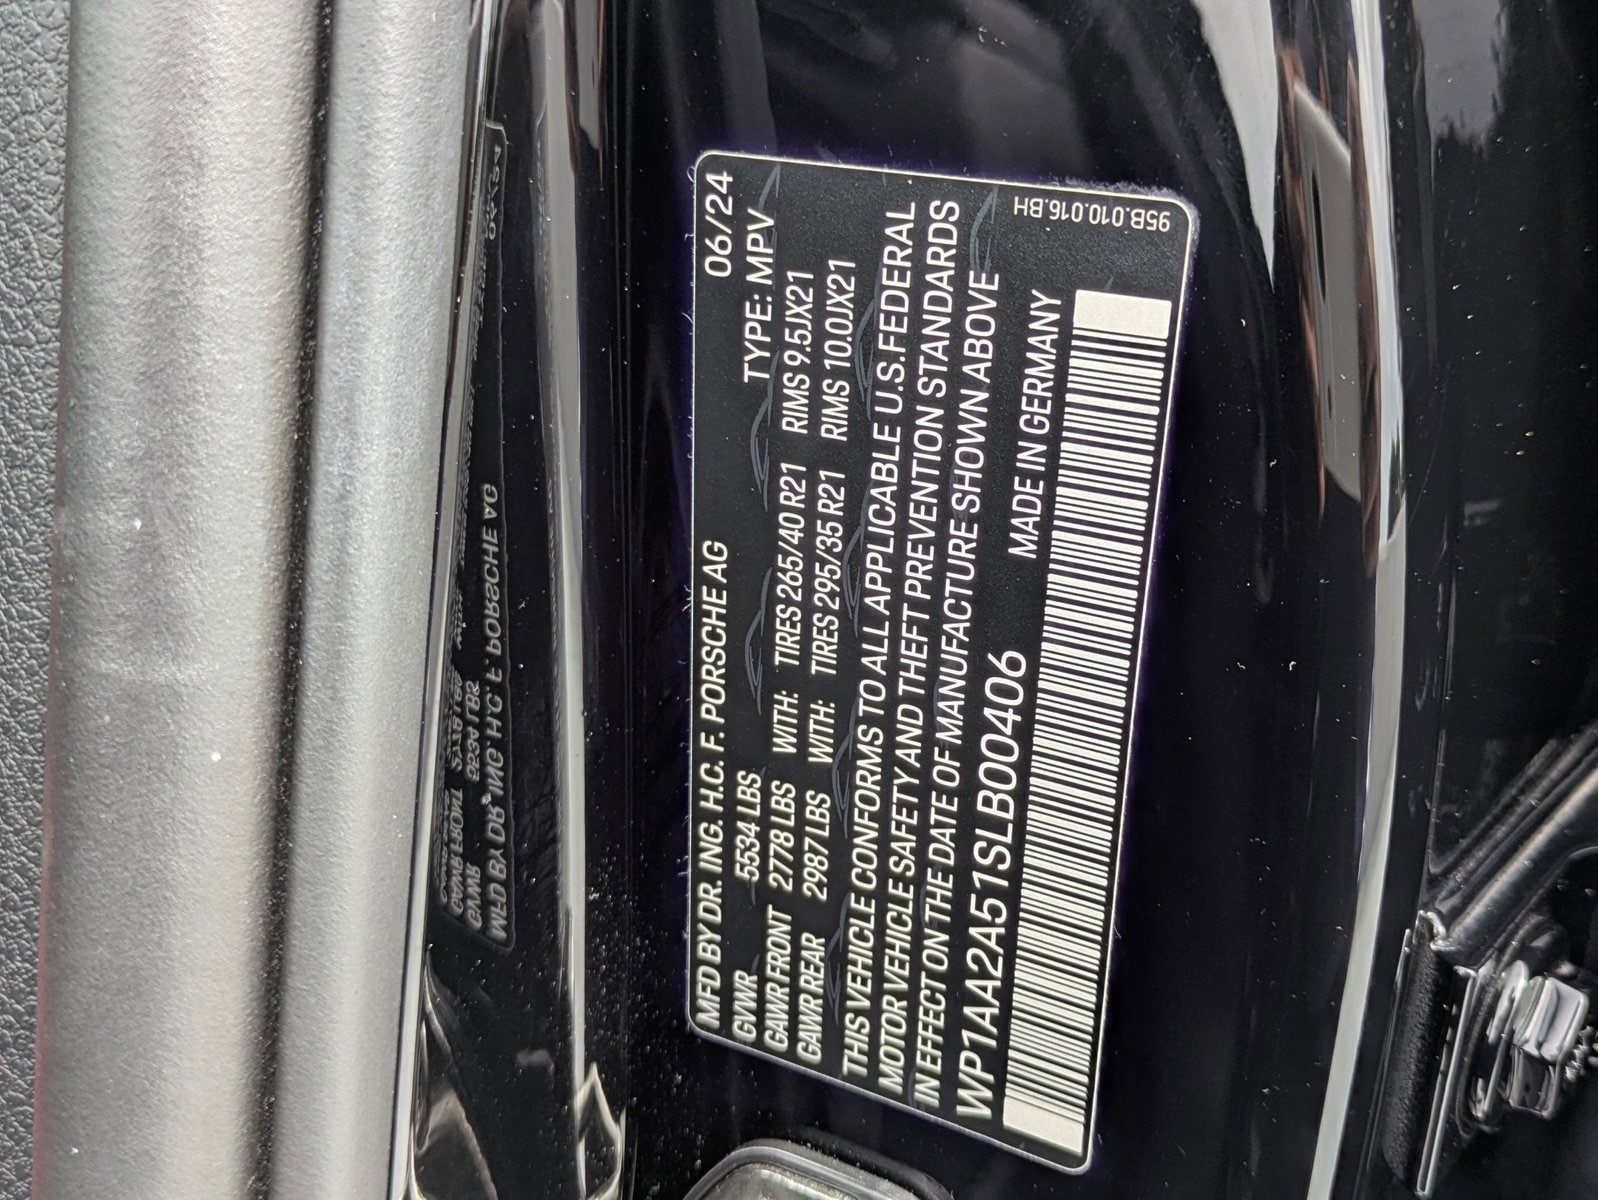 MFD BY DR. ING. H.C. F. PORSCHE AG 06/24
GVWR 5534 LBS TYPE: MPV
GAWR FRONT 2778 LBS WITH: TIRES 265/40 R21 RIMS 9.5JX21
GAWR REAR 2987 LBS WITH: TIRES 295/35 R21 RIMS 10.0JX21
THIS VEHICLE CONFORMS TO ALL APPLICABLE U.S.FEDERAL
MOTOR VEHICLE SAFETY AND THEFT PREVENTION STANDARDS
IN EFFECT ON THE DATE OF MANUFACTURE SHOWN ABOVE
WP1AA2A51SLB00406 MADE IN GERMANY
95B.010.016.BH